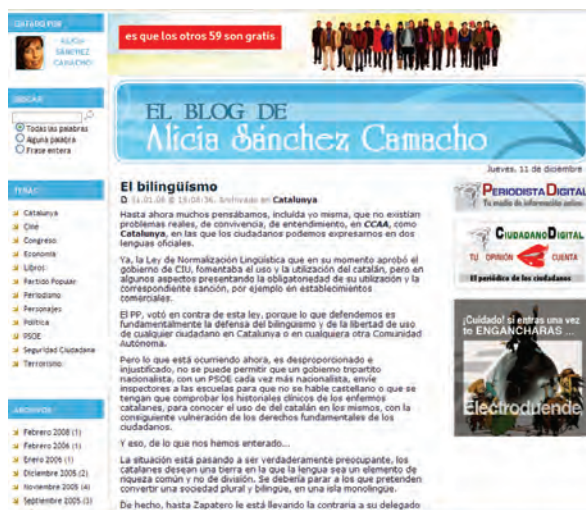 EDITADO POR
ALICIA
SÁNCHEZ
CAMACHO
es que los otros 59 son gratis
EL BLOG DE
Alicia Sánchez Camacho
BUSCAR
Todas las palabras
Alguna palabra
Frase entera
TEMAS
Catalunya
Cine
Congreso
Economía
Libros
Partido Popular
Periodismo
Personajes
Política
PSOE
Seguridad Ciudadana
Terrorismo
ARCHIVOS
Febrero 2008 (1)
Febrero 2006 (1)
Enero 2006 (1)
Diciembre 2005 (2)
Noviembre 2005 (4)
Septiembre 2005 (3)
El bilingüismo
Archivado en Catalunya
Hasta ahora muchos pensábamos, incluida yo misma, que no existían
problemas reales, de convivencia, de entendimiento, en CCAA, como
Catalunya, en las que los ciudadanos podemos expresarnos en dos
lenguas oficiales.
Ya, la Ley de Normalización Lingüística que en su momento aprobó el
gobierno de CIU, fomentaba el uso y la utilización del catalán, pero en
algunos aspectos presentando la obligatoriedad de su utilización y la
correspondiente sanción, por ejemplo en establecimientos
comerciales.
El PP, votó en contra de esta ley, porque lo que defendemos es
fundamentalmente la defensa del bilinguismo y de la libertad de uso
de cualquier ciudadano en Catalunya o en cualquiera otra Comunidad
Autónoma.
Pero lo que está ocurriendo ahora, es desproporcionado e
injustificado, no se puede permitir que un gobierno tripartito
nacionalista, con un PSOE cada vez más nacionalista, envíe
inspectores a las escuelas para que no se hable castellano o que se
tengan que comprobar los historiales clínicos de los enfermos
catalanes, para conocer el uso de del catalán en los mismos, con la
consiguiente vulneración de los derechos fundamentales de los
ciudadanos.
Y eso, de lo que nos hemos enterado...
La situación está pasando a ser verdaderamente preocupante, los
catalanes desean una tierra en la que la lengua sea un elemento de
riqueza común y no de división. Se debería parar a los que pretenden
convertir una sociedad plural y bilingüe, en una isla monolingüe.
De hecho, hasta Zapatero le está llevando la contraria a su delegado
Jueves, 11 de diciembre
PERIODISTA DIGITAL
Tu medio de información online
CIUDADANO DIGITAL
TU OPINIÓN CUENTA
El periódico de los ciudadanos
¡Cuidado! si entras una vez
te ENGANCHARAS ...
Electroduende